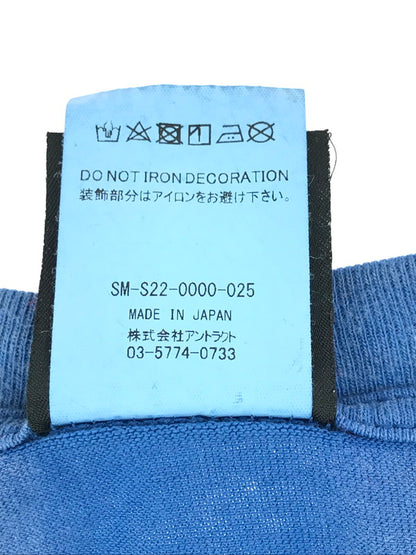 DO NOT IRON DECORATION
装飾部分はアイロンをお避け下さい。
SM-S22-0000-025
MADE IN JAPAN
株式会社アントラクト
03-5774-0733